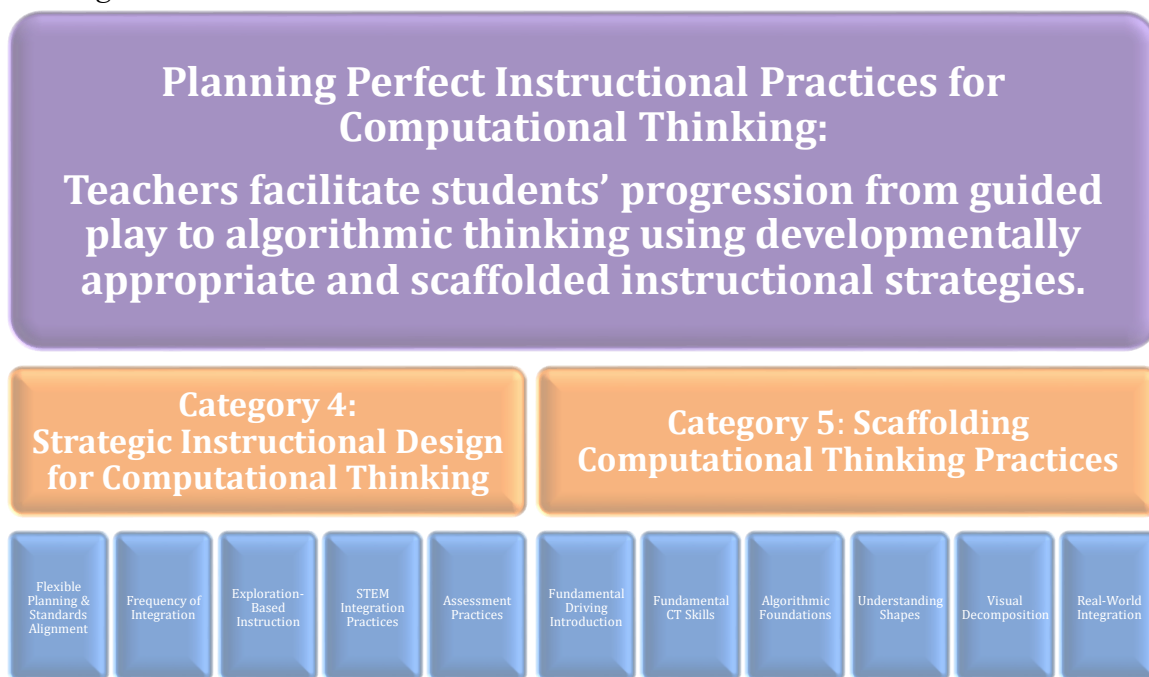 Planning Perfect Instructional Practices for
Computational Thinking:
Teachers facilitate students’ progression from guided
play to algorithmic thinking using developmentally
appropriate and scaffolded instructional strategies.
Category 4:
Strategic Instructional Design
for Computational Thinking
Category 5: Scaffolding
Computational Thinking Practices
Flexible
Planning &
Standards
Alignment
Frequency of
Integration
Exploration-
Based
Instruction
STEM
Integration
Practices
Assessment
Practices
Fundamental
Driving
Introduction
Fundamental
CT Skills
Algorithmic
Foundations
Understanding
Shapes
Visual
Decomposition
Real-World
Integration